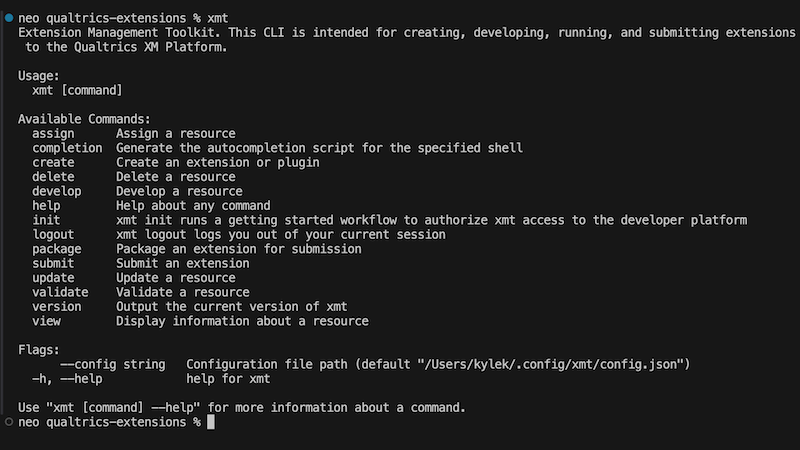 neo qualtrics-extensions % xmt
Extension Management Toolkit. This CLI is intended for creating, developing, running, and submitting extensions
to the Qualtrics XM Platform.
Usage:
xmt [command]
Available Commands:
assign Assign a resource
completion Generate the autocompletion script for the specified shell
create Create an extension or plugin
delete Delete a resource
develop Develop a resource
help Help about any command
init xmt init runs a getting started workflow to authorize xmt access to the developer platform
logout xmt logout logs you out of your current session
package Package an extension for submission
submit Submit an extension
update Update a resource
validate Validate a resource
version Output the current version of xmt
view Display information about a resource
Flags:
--config string Configuration file path (default "/Users/kylek/.config/xmt/config.json")
-h, --help help for xmt
Use "xmt [command] --help" for more information about a command.
neo qualtrics-extensions %